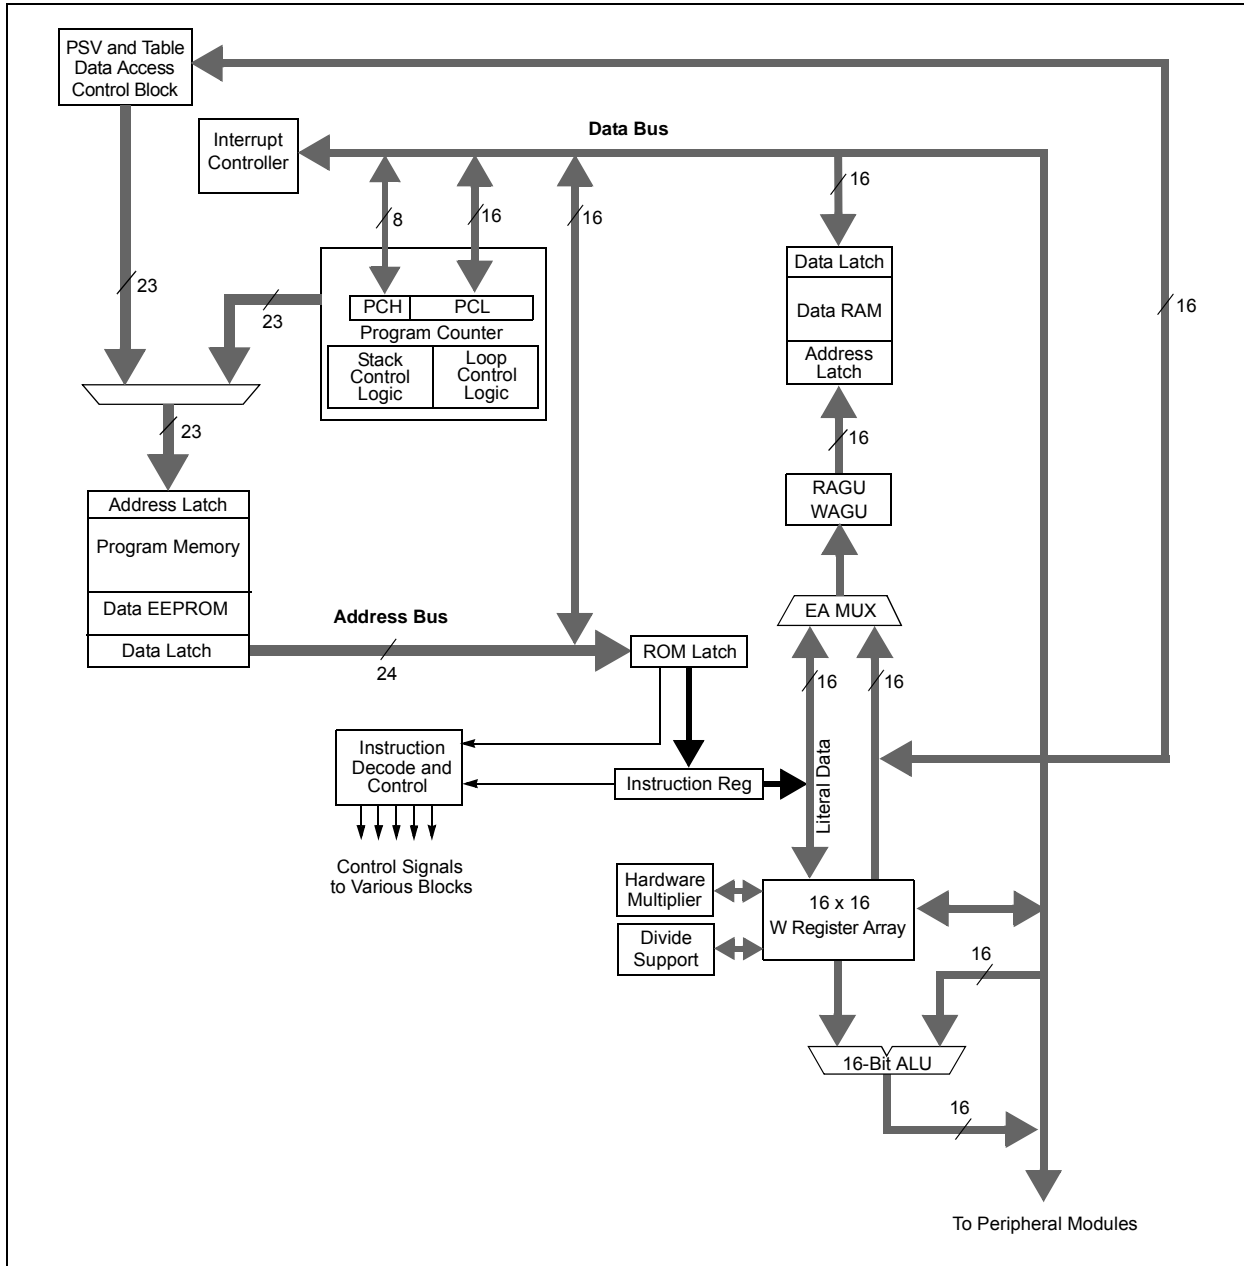 PSV and Table
Data Access
Control Block
Interrupt
Controller
Data Bus
8
16
16
16
23
23
16
PCH
PCL
Program Counter
Stack
Control
Logic
Loop
Control
Logic
Data Latch
Data RAM
Address
Latch
23
16
RAGU
WAGU
Address Latch
Program Memory
Data EEPROM
Data Latch
Address Bus
24
EA MUX
ROM Latch
16
16
Instruction
Decode and
Control
Instruction Reg
Literal Data
Control Signals
to Various Blocks
Hardware
Multiplier
Divide
Support
16 x 16
W Register Array
16
16-Bit ALU
16
To Peripheral Modules